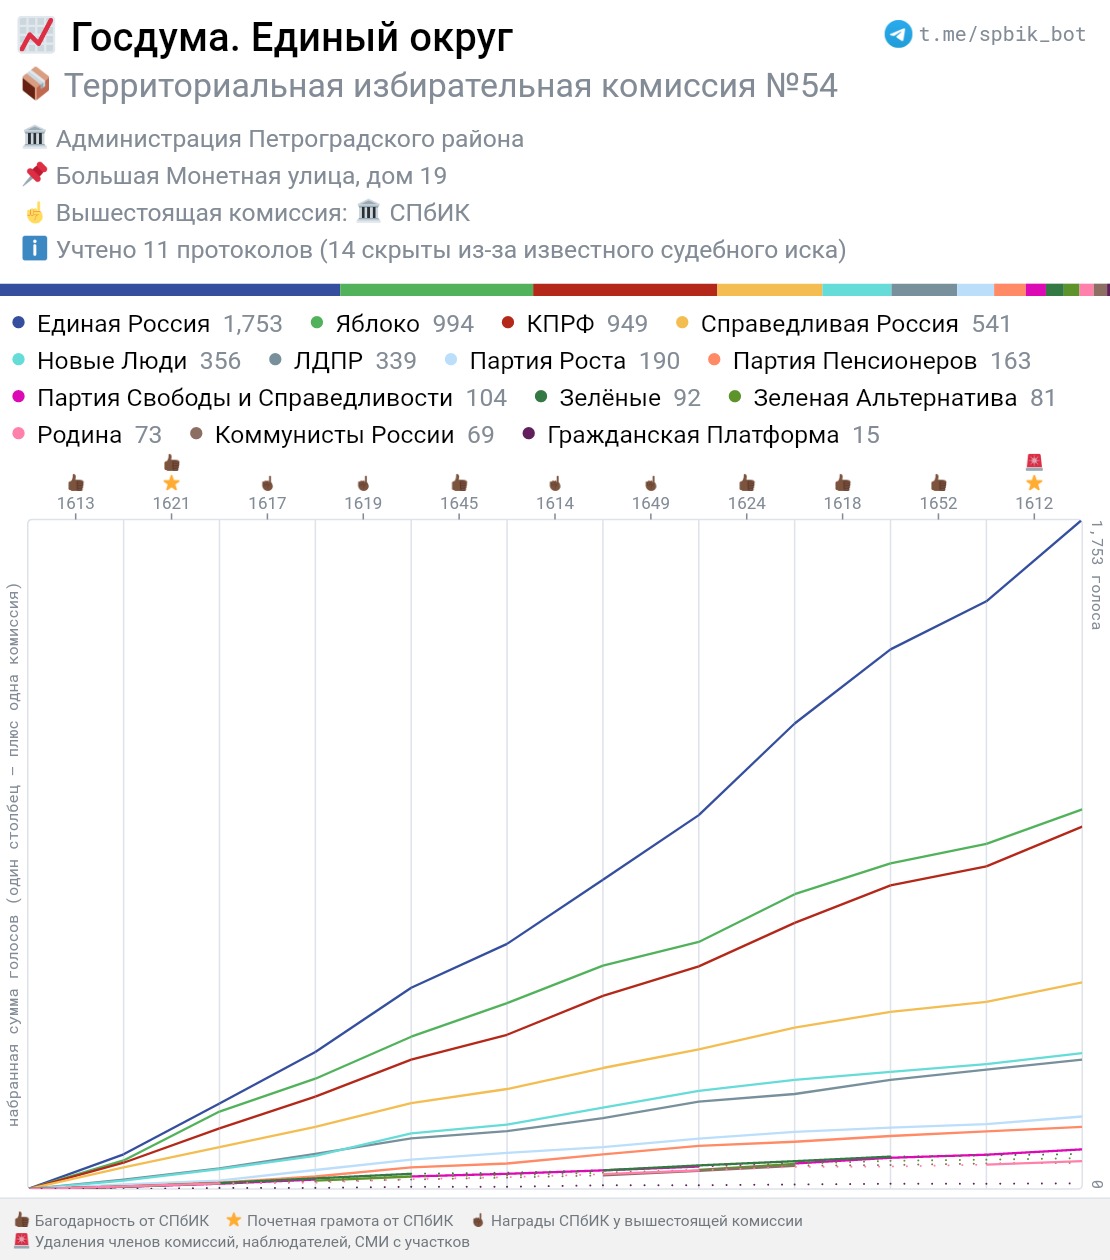 Госдума. Единый округ
t.me/spbik_bot
Территориальная избирательная комиссия №54
Администрация Петроградского района
Большая Монетная улица, дом 19
Вышестоящая комиссия: СПбИК
Учтено 11 протоколов (14 скрыты из-за известного судебного иска)
Единая Россия 1,753 Яблоко 994 КПРФ 949 Справедливая Россия 541
Новые Люди 356 ЛДПР 339 Партия Роста 190 Партия Пенсионеров 163
Партия Свободы и Справедливости 104 Зелёные 92 Зеленая Альтернатива 81
Родина 73 Коммунисты России 69 Гражданская Платформа 15
1613 1621 1617 1619 1645 1614 1649 1624 1618 1652 1612
1,753 голоса
набранная сумма голосов (один столбец – плюс одна комиссия)
0
Багодарность от СПбИК Почетная грамота от СПбИК Награды СПбИК у вышестоящей комиссии
Удаления членов комиссий, наблюдателей, СМИ с участков